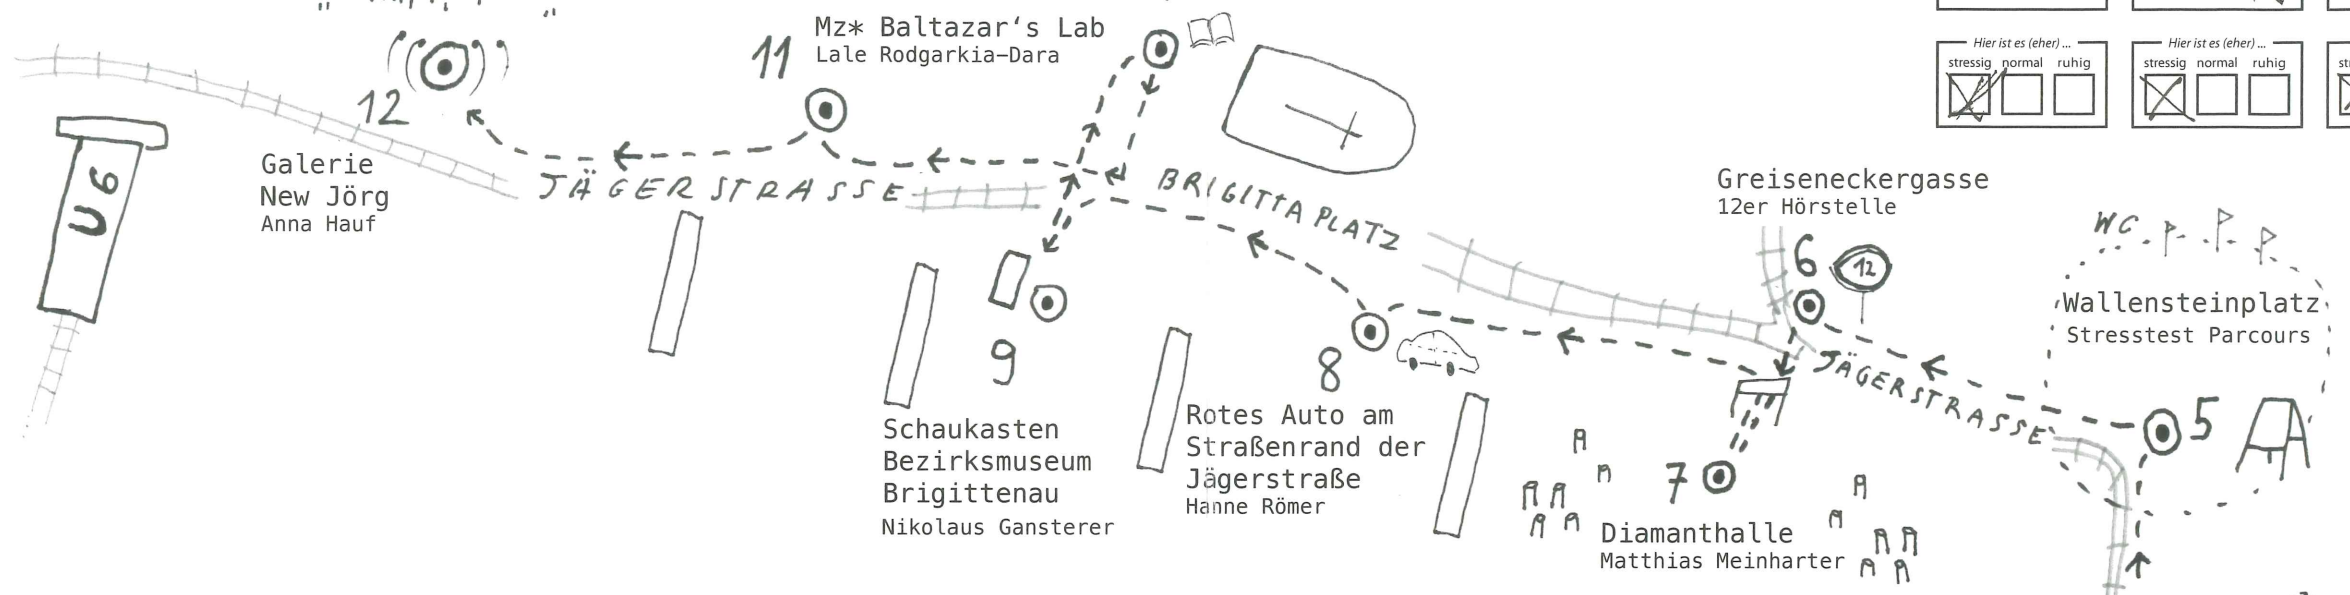 Mz* Baltazar‘s Lab
Lale Rodgarkia-Dara
11
12
Galerie
New Jörg
Anna Hauf
U6
JÄGERSTRASSE
BRIGITTAPLATZ
9
Schaukasten
Bezirksmuseum
Brigittenau
Nikolaus Gansterer
8
Rotes Auto am
Straßenrand der
Jägerstraße
Hanne Römer
Hier ist es (eher) ...
stressig normal ruhig
Hier ist es (eher) ...
stressig normal ruhig
Greiseneckergasse
12er Hörstelle
6
12
JÄGERSTRASSE
7
Diamanthalle
Matthias Meinharter
WC
Wallensteinplatz
Stresstest Parcours
5